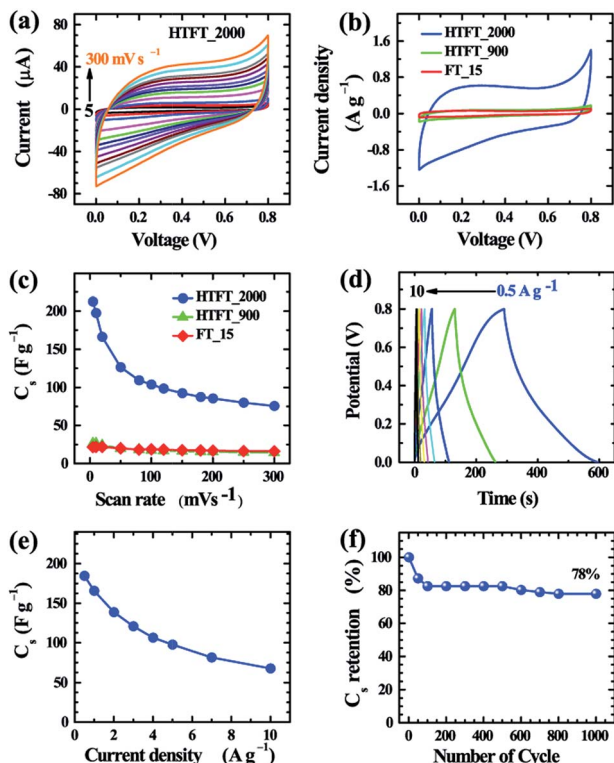 (a)
HTFT_2000
300 mV s⁻¹
5
80
40
0
-40
-80
Current (μA)
0.0 0.2 0.4 0.6 0.8
Voltage (V)
(b)
HTFT_2000
HTFT_900
FT_15
1.6
0.8
0.0
-0.8
-1.6
Current density
(A g⁻¹)
0.0 0.2 0.4 0.6 0.8
Voltage (V)
(c)
HTFT_2000
HTFT_900
FT_15
200
150
100
50
0
Cₛ (F g⁻¹)
0 50 100 150 200 250 300
Scan rate (mVs⁻¹)
(d)
10
0.5 A g⁻¹
0.8
0.4
0.0
Potential (V)
0 200 400 600
Time (s)
(e)
200
150
100
50
0
Cₛ (F g⁻¹)
0 2 4 6 8 10
Current density (A g⁻¹)
(f)
78%
100
80
60
40
20
0
Cₛ retention (%)
0 200 400 600 800 1000
Number of Cycle